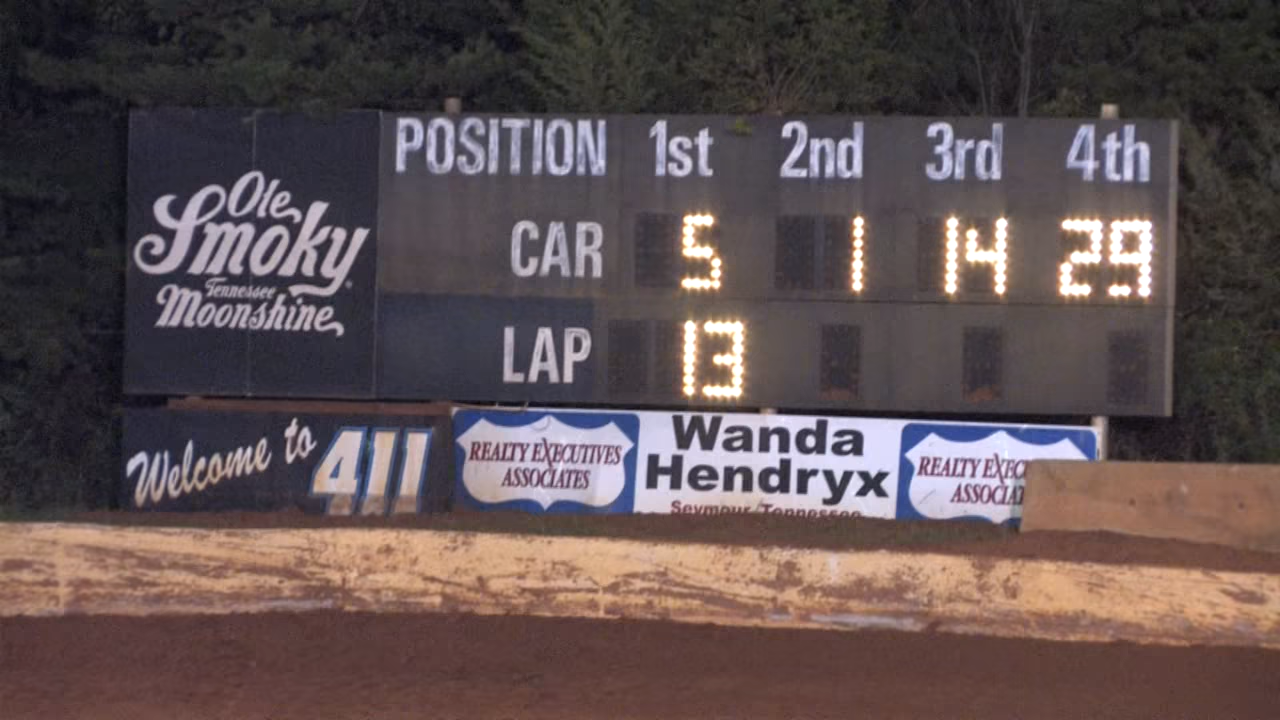 Ole
Smoky
Tennessee
Moonshine
POSITION 1st 2nd 3rd 4th
CAR 5 1 14 29
LAP 13
Welcome to 411
REALTY EXECUTIVES
ASSOCIATES
Wanda
Hendryx
Seymour, Tennessee
REALTY EXEC
ASSOCIAT